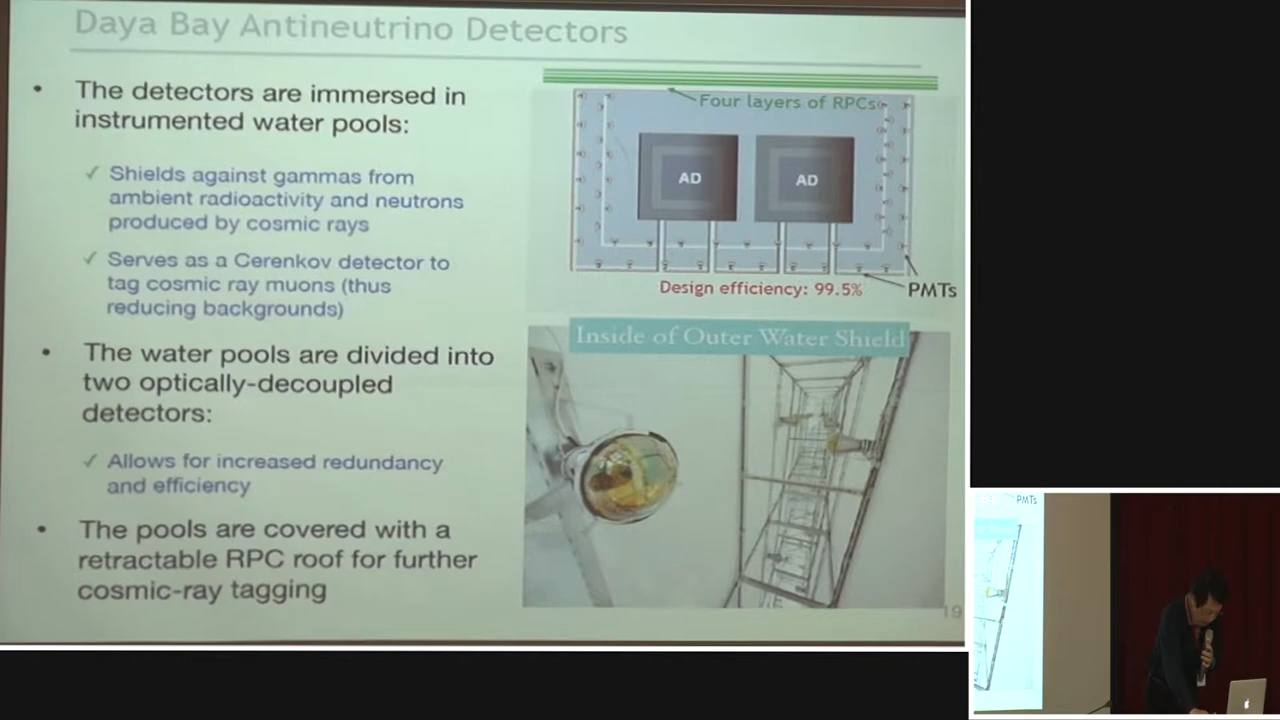 Daya Bay Antineutrino Detectors
• The detectors are immersed in
instrumented water pools:
✓ Shields against gammas from
ambient radioactivity and neutrons
produced by cosmic rays
✓ Serves as a Cerenkov detector to
tag cosmic ray muons (thus
reducing backgrounds)
• The water pools are divided into
two optically-decoupled
detectors:
✓ Allows for increased redundancy
and efficiency
• The pools are covered with a
retractable RPC roof for further
cosmic-ray tagging
Four layers of RPCs
AD
AD
Design efficiency: 99.5%
PMTs
Inside of Outer Water Shield
19
PMTs